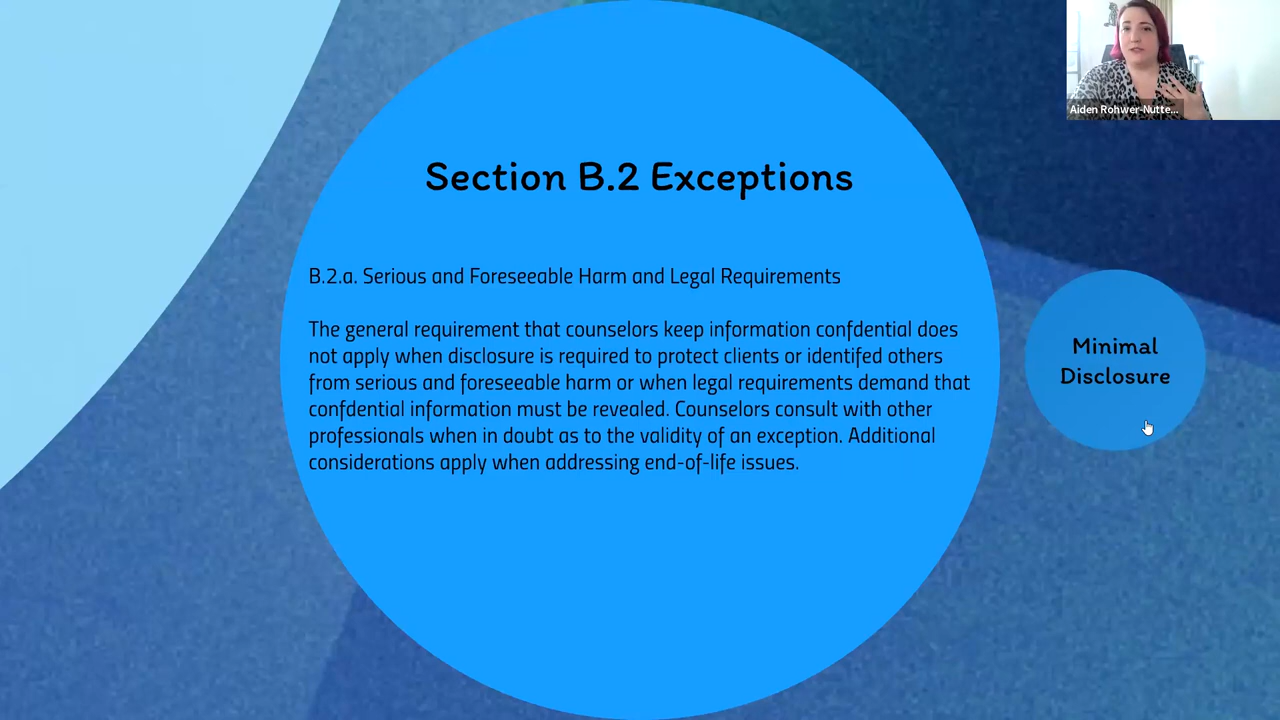 Aiden Rohwer-Nutte...
Section B.2 Exceptions
B.2.a. Serious and Foreseeable Harm and Legal Requirements
The general requirement that counselors keep information confdential does
not apply when disclosure is required to protect clients or identifed others
from serious and foreseeable harm or when legal requirements demand that
confdential information must be revealed. Counselors consult with other
professionals when in doubt as to the validity of an exception. Additional
considerations apply when addressing end-of-life issues.
Minimal
Disclosure